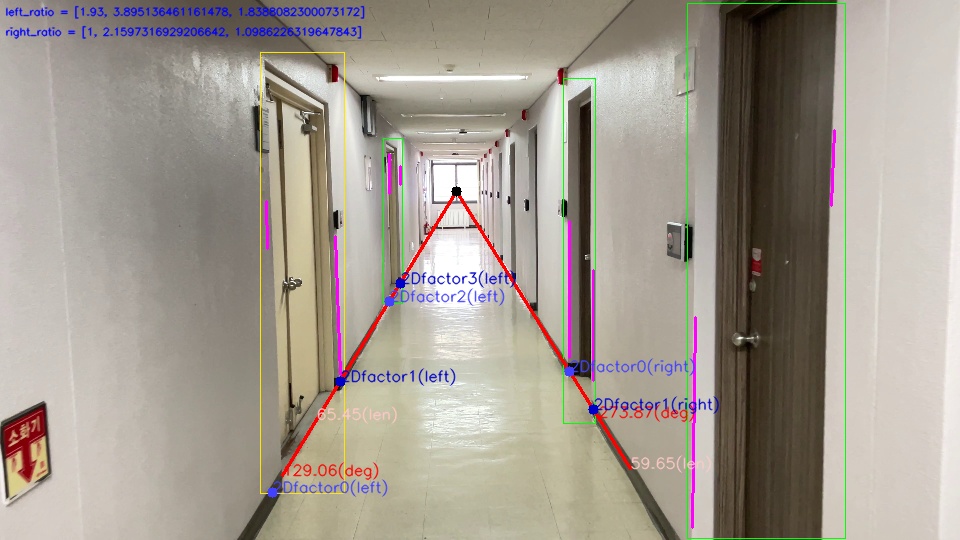 left_ratio = [1.93, 3.895136461161478, 1.8388082300073172]
right_ratio = [1, 2.1597316929206642, 1.0986226319647843]
2Dfactor3(left)
2Dfactor2(left)
2Dfactor0(right)
2Dfactor1(left)
2Dfactor1(right)
65.45(len)
273.87(deg)
소화기
59.65(len)
129.06(deg)
2Dfactor0(left)